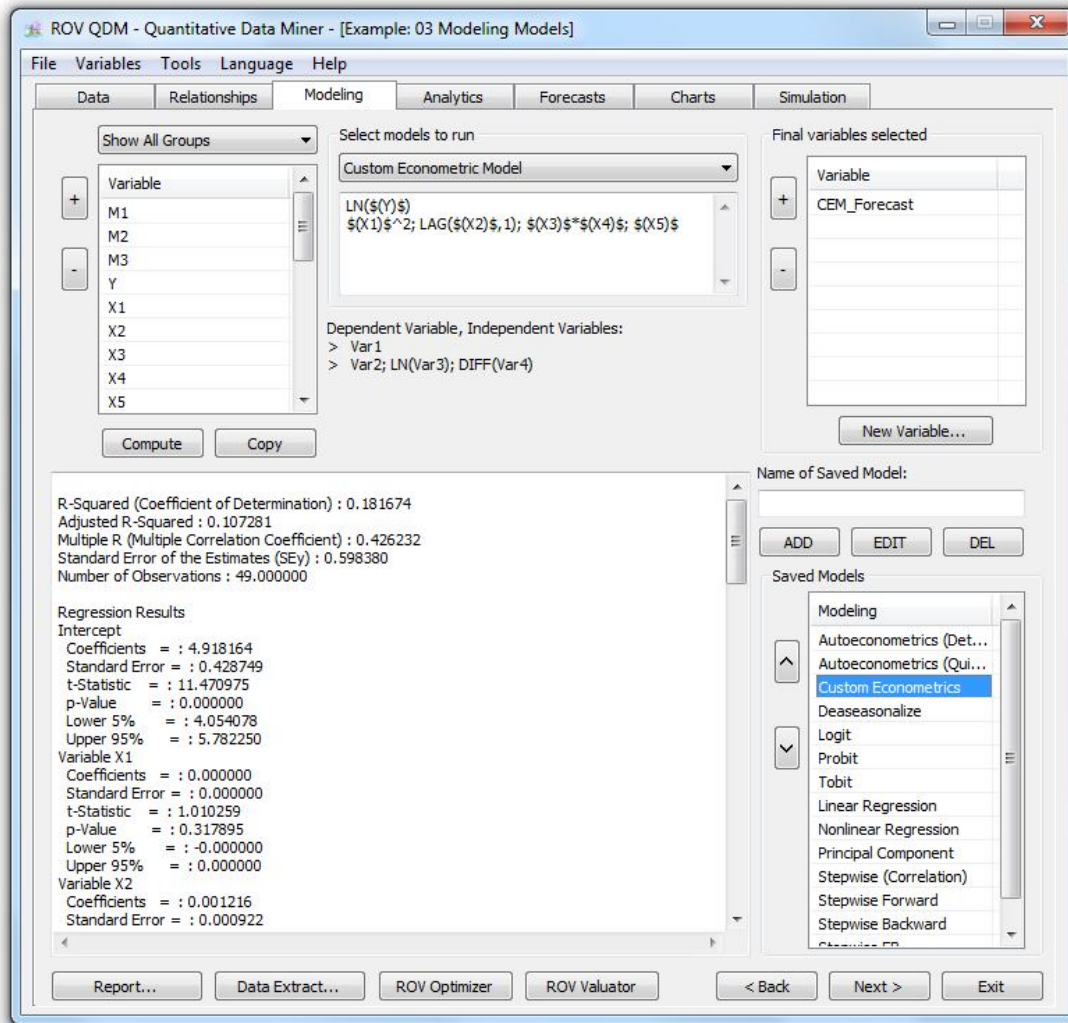 ROV QDM - Quantitative Data Miner - [Example: 03 Modeling Models]
File Variables Tools Language Help
Data Relationships Modeling Analytics Forecasts Charts Simulation
Show All Groups
Variable
+
-
M1
M2
M3
Y
X1
X2
X3
X4
X5
Compute Copy
Select models to run
Custom Econometric Model
LN($(Y)$)
$(X1)$^2; LAG($(X2)$,1); $(X3)$*$(X4)$; $(X5)$
Dependent Variable, Independent Variables:
> Var1
> Var2; LN(Var3); DIFF(Var4)
Final variables selected
Variable
+
-
CEM_Forecast
New Variable...
R-Squared (Coefficient of Determination) : 0.181674
Adjusted R-Squared : 0.107281
Multiple R (Multiple Correlation Coefficient) : 0.426232
Standard Error of the Estimates (SEy) : 0.598380
Number of Observations : 49.000000
Regression Results
Intercept
Coefficients = : 4.918164
Standard Error = : 0.428749
t-Statistic = : 11.470975
p-Value = : 0.000000
Lower 5% = : 4.054078
Upper 95% = : 5.782250
Variable X1
Coefficients = : 0.000000
Standard Error = : 0.000000
t-Statistic = : 1.010259
p-Value = : 0.317895
Lower 5% = : -0.000000
Upper 95% = : 0.000000
Variable X2
Coefficients = : 0.001216
Standard Error = : 0.000922
Name of Saved Model:
ADD EDIT DEL
Saved Models
Modeling
Autoeconometrics (Det...
Autoeconometrics (Qui...
Custom Econometrics
Deaseasonalize
Logit
Probit
Tobit
Linear Regression
Nonlinear Regression
Principal Component
Stepwise (Correlation)
Stepwise Forward
Stepwise Backward
Report... Data Extract... ROV Optimizer ROV Valuator < Back Next > Exit